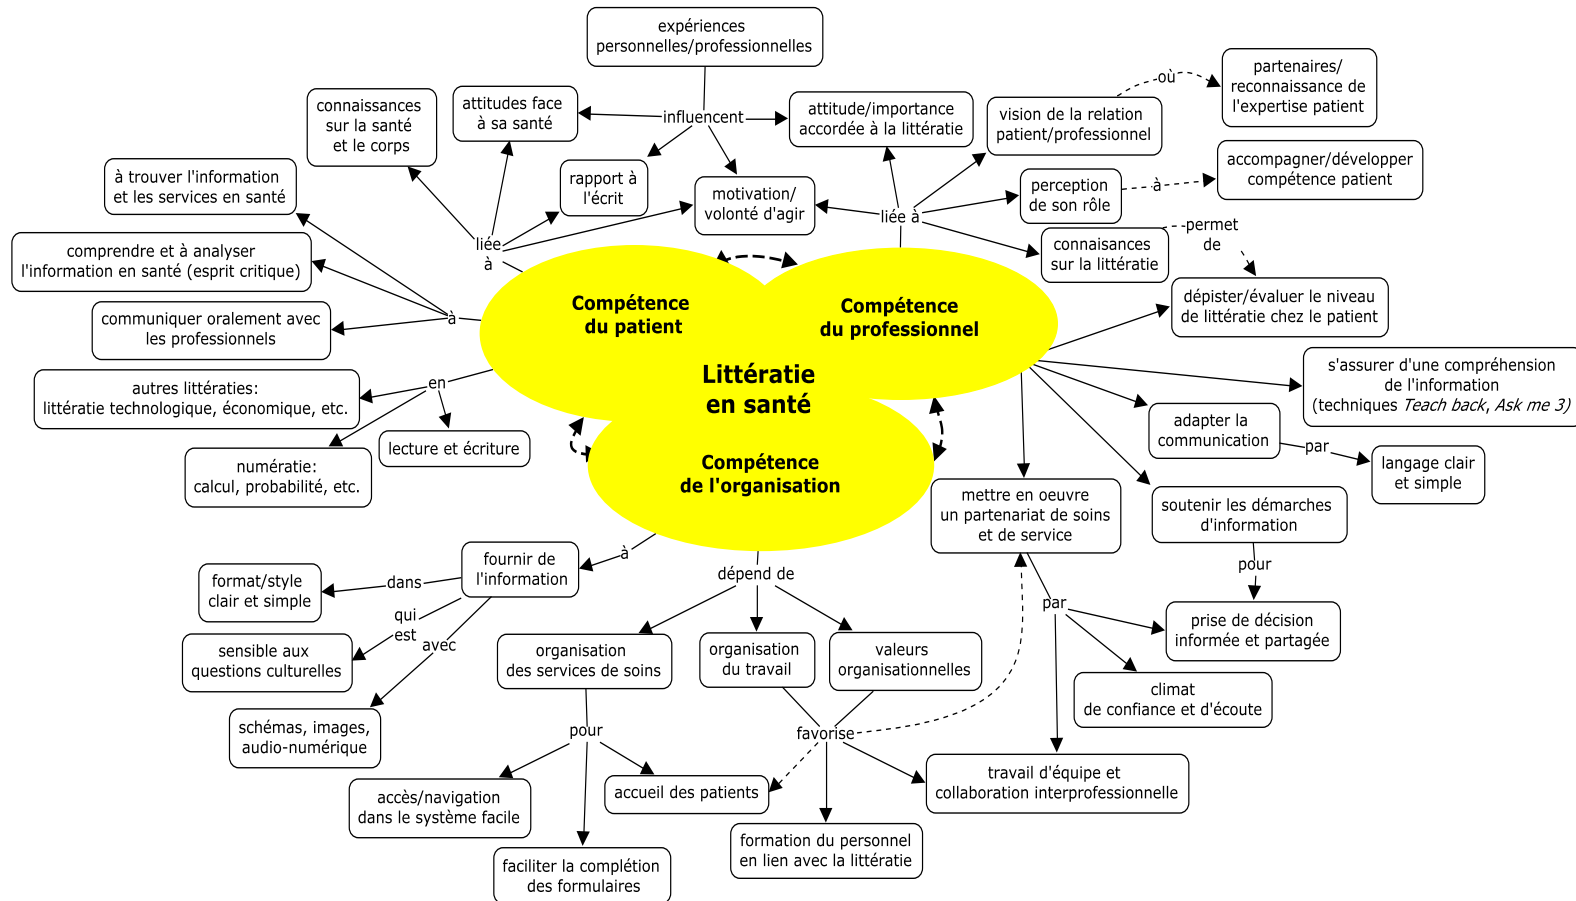 expériences
personnelles/professionnelles
influencent
connaissances
sur la santé
et le corps
attitudes face
à sa santé
rapport à
l'écrit
motivation/
volonté d'agir
attitude/importance
accordée à la littératie
vision de la relation
patient/professionnel
où
partenaires/
reconnaissance de
l'expertise patient
perception
de son rôle
à
accompagner/développer
compétence patient
liée à
connaisances
sur la littératie
permet
de
dépister/évaluer le niveau
de littératie chez le patient
liée
à
à trouver l'information
et les services en santé
comprendre et à analyser
l'information en santé (esprit critique)
communiquer oralement avec
les professionnels
à
autres littératies:
littératie technologique, économique, etc.
en
numératie:
calcul, probabilité, etc.
lecture et écriture
Compétence
du patient
Compétence
du professionnel
Littératie
en santé
Compétence
de l'organisation
s'assurer d'une compréhension
de l'information
(techniques Teach back, Ask me 3)
adapter la
communication
par
langage clair
et simple
mettre en oeuvre
un partenariat de soins
et de service
soutenir les démarches
d'information
pour
par
prise de décision
informée et partagée
climat
de confiance et d'écoute
travail d'équipe et
collaboration interprofessionnelle
à
fournir de
l'information
dans
format/style
clair et simple
qui
est
sensible aux
questions culturelles
avec
schémas, images,
audio-numérique
dépend de
organisation
des services de soins
organisation
du travail
valeurs
organisationnelles
pour
favorise
accès/navigation
dans le système facile
accueil des patients
faciliter la complétion
des formulaires
formation du personnel
en lien avec la littératie